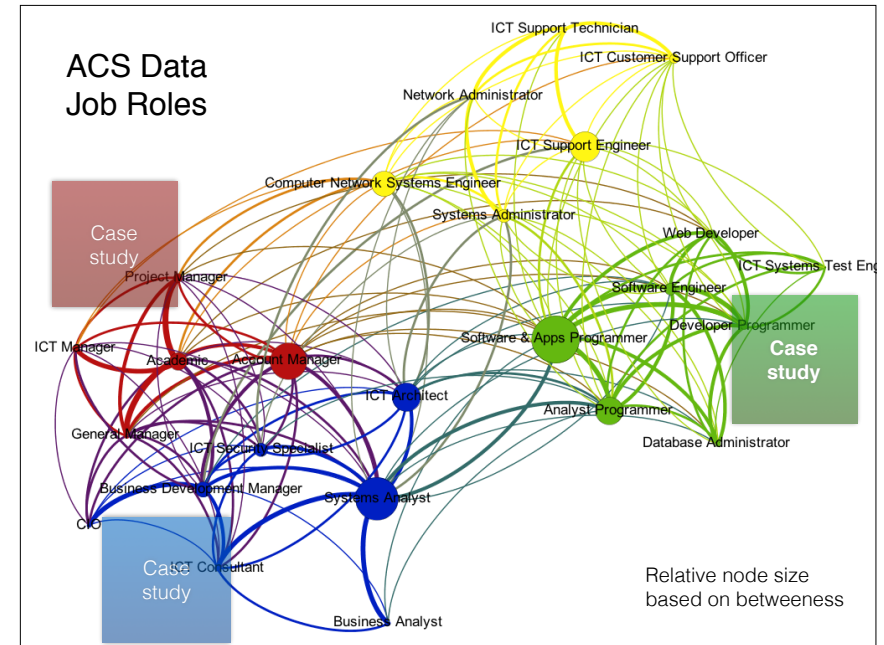 ACS Data
Job Roles
ICT Support Technician
ICT Customer Support Officer
Network Administrator
ICT Support Engineer
Computer Network Systems Engineer
Systems Administrator
Case
study
Web Developer
ICT Systems Test Eng
Project Manager
Software Engineer
Developer Programmer
Software & Apps Programmer
ICT Manager
Academic
Account Manager
Case
study
ICT Architect
Analyst Programmer
General Manager
Database Administrator
ICT Security Specialist
Business Development Manager
Systems Analyst
CIO
Case
study
ICT Consultant
Relative node size
based on betweeness
Business Analyst